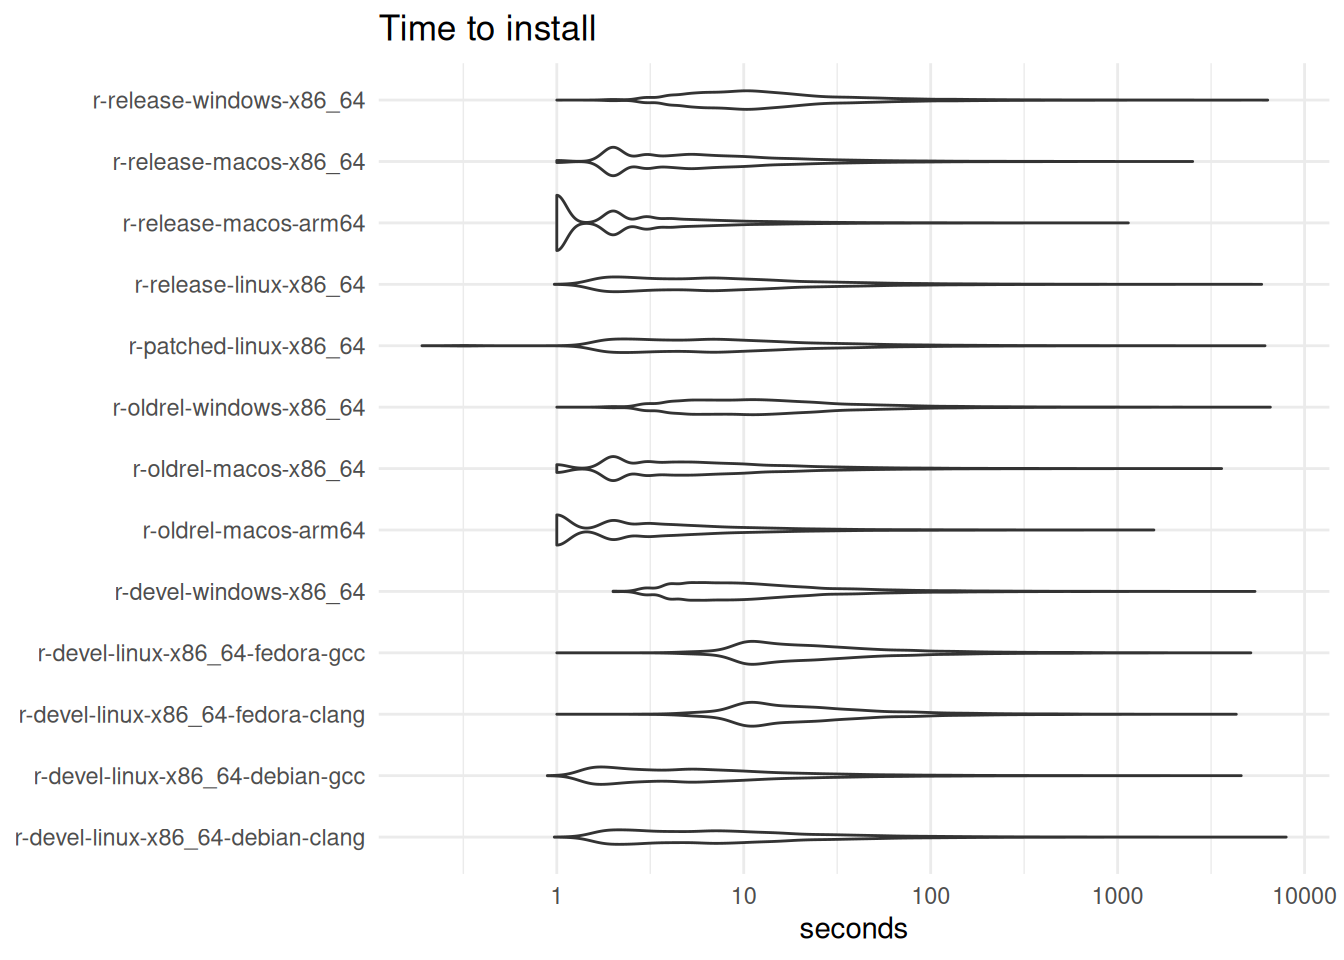 Time to install
r-release-windows-x86_64
r-release-macos-x86_64
r-release-macos-arm64
r-release-linux-x86_64
r-patched-linux-x86_64
r-oldrel-windows-x86_64
r-oldrel-macos-x86_64
r-oldrel-macos-arm64
r-devel-windows-x86_64
r-devel-linux-x86_64-fedora-gcc
r-devel-linux-x86_64-fedora-clang
r-devel-linux-x86_64-debian-gcc
r-devel-linux-x86_64-debian-clang
1 10 100 1000 10000
seconds